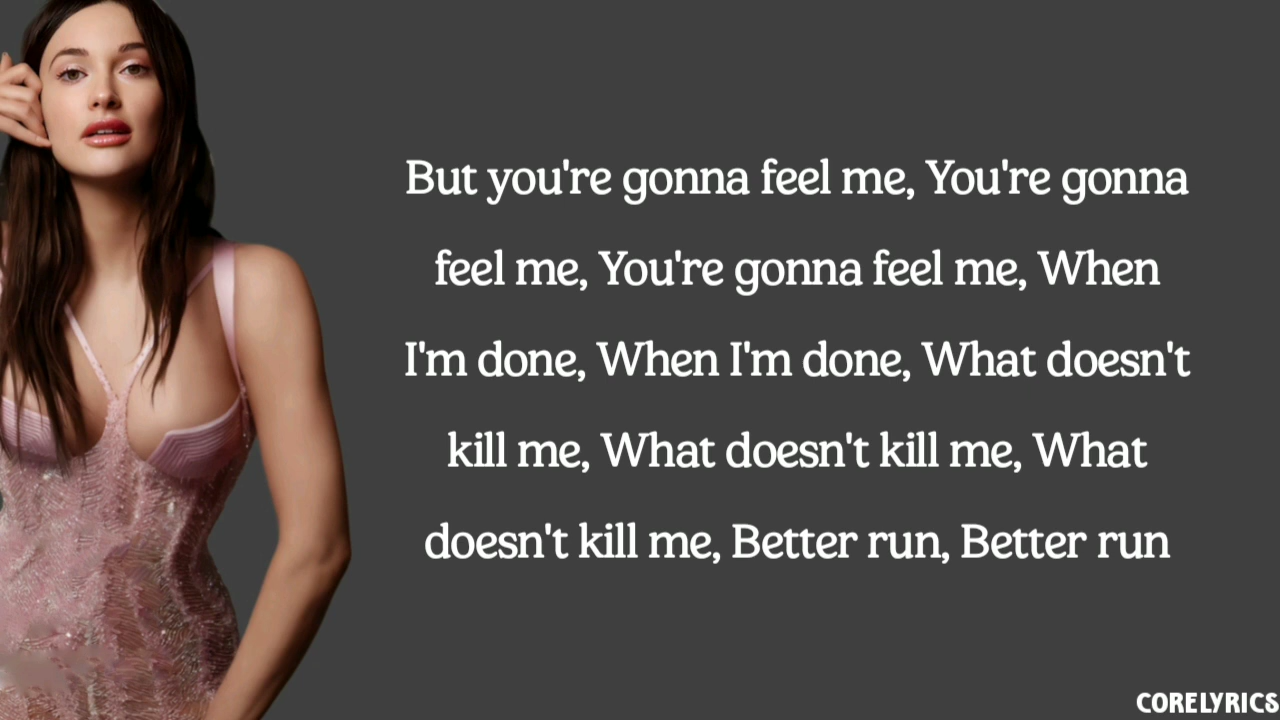 But you're gonna feel me, You're gonna
feel me, You're gonna feel me, When
I'm done, When I'm done, What doesn't
kill me, What doesn't kill me, What
doesn't kill me, Better run, Better run
CORELYRICS